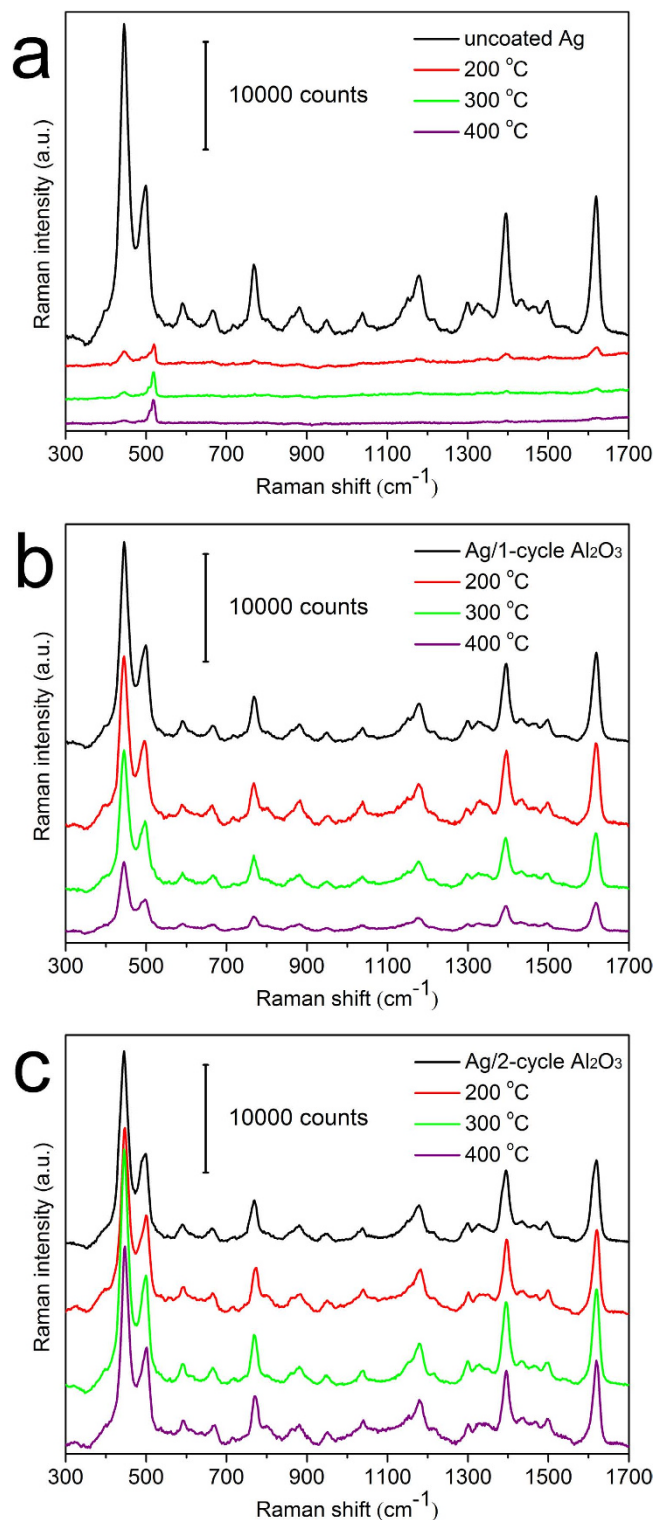 a
uncoated Ag
200 °C
300 °C
400 °C
10000 counts
Raman intensity (a.u.)
300 500 700 900 1100 1300 1500 1700
Raman shift (cm⁻¹)
b
Ag/1-cycle Al₂O₃
200 °C
300 °C
400 °C
10000 counts
Raman intensity (a.u.)
300 500 700 900 1100 1300 1500 1700
Raman shift (cm⁻¹)
c
Ag/2-cycle Al₂O₃
200 °C
300 °C
400 °C
10000 counts
Raman intensity (a.u.)
300 500 700 900 1100 1300 1500 1700
Raman shift (cm⁻¹)